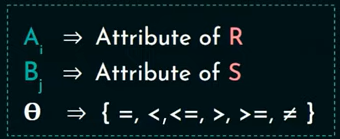 Aᵢ ⇒ Attribute of R
Bⱼ ⇒ Attribute of S
Θ ⇒ { =, <,<=, >, >=, ≠ }